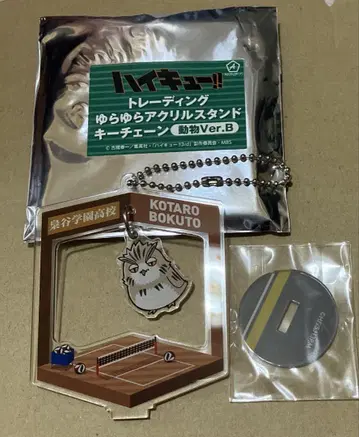 ハイキュー!!
トレーディング
ゆらゆらアクリルスタンド
キーチェーン 動物Ver.B
梟谷学園高校
KOTARO
BOKUTO